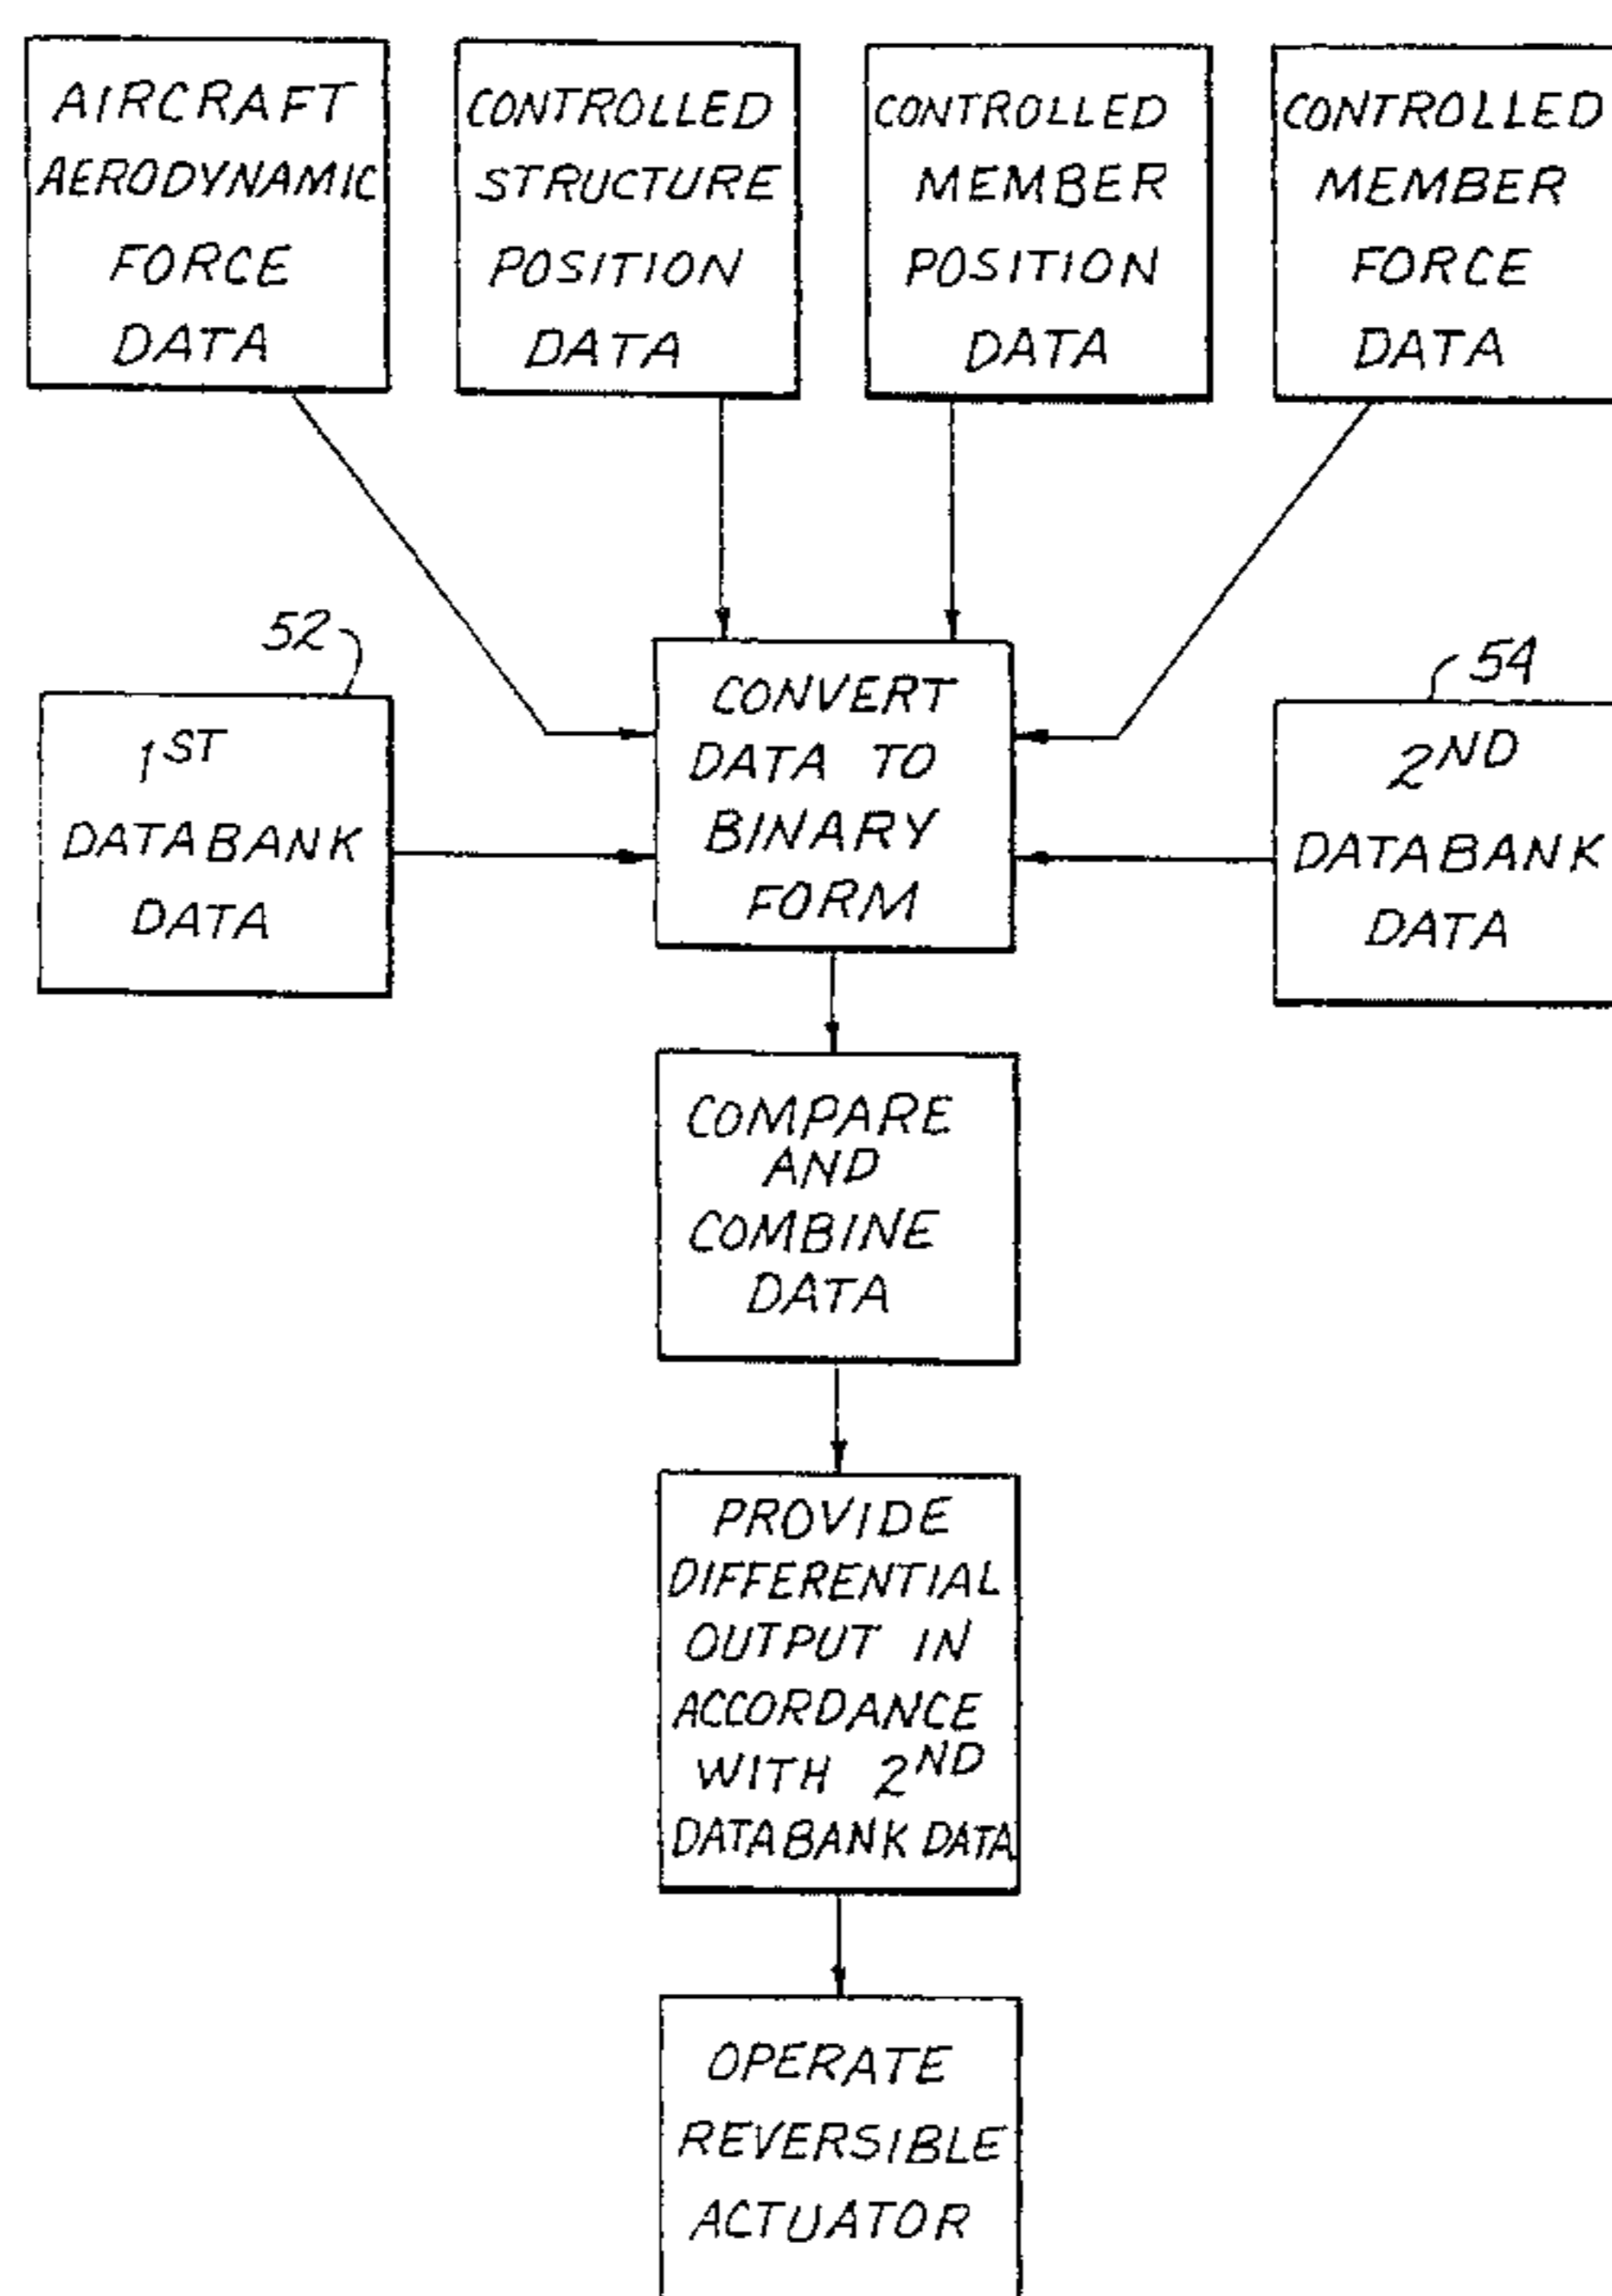 AIRCRAFT
AERODYNAMIC
FORCE
DATA
CONTROLLED
STRUCTURE
POSITION
DATA
CONTROLLED
MEMBER
POSITION
DATA
CONTROLLED
MEMBER
FORCE
DATA
52
1ST
DATABANK
DATA
CONVERT
DATA TO
BINARY
FORM
54
2ND
DATABANK
DATA
COMPARE
AND
COMBINE
DATA
PROVIDE
DIFFERENTIAL
OUTPUT IN
ACCORDANCE
WITH 2ND
DATABANK DATA
OPERATE
REVERSIBLE
ACTUATOR